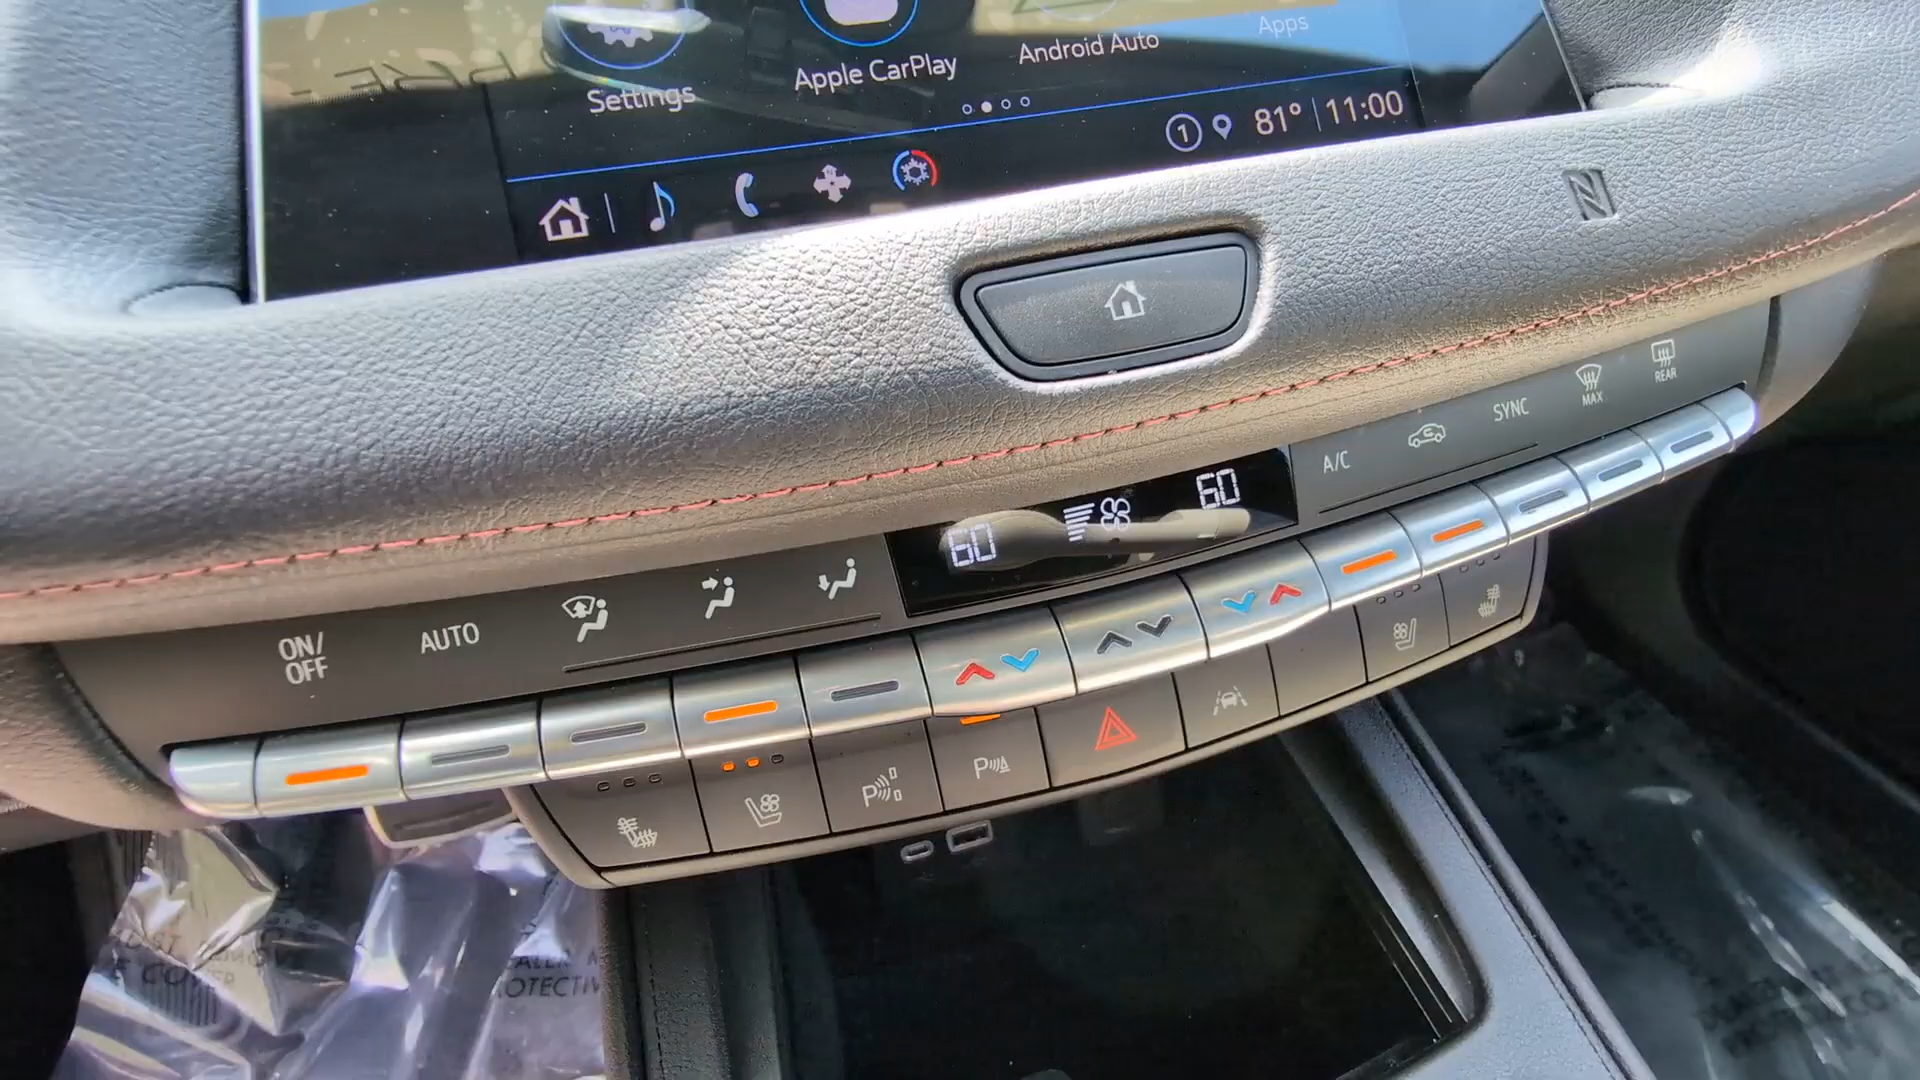 Settings
Apple CarPlay
Android Auto
Apps
1
81° 11:00
N
60
60
A/C
SYNC
MAX
REAR
ON/
OFF
AUTO
P
P